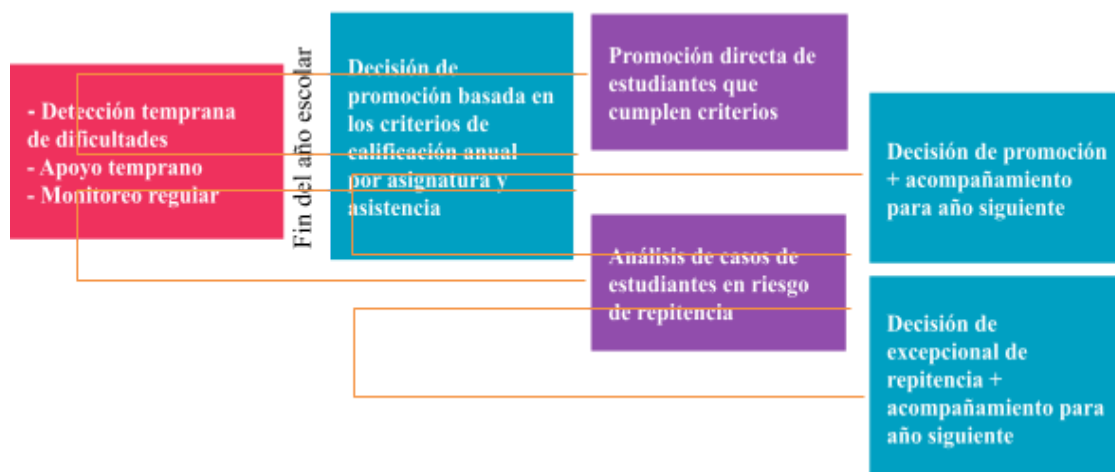 - Detección temprana
de dificultades
- Apoyo temprano
- Monitoreo reguiar
Fin del año escolar
Decisión de
promoción basada en
los criterios de
calificación anual
por asignatura y
asistencia
Promoción directa de
estudiantes que
cumplen criterios
Análisis de casos de
estudiantes en riesgo
de repitencia
Decisión de promoción
+ acompañamiento
para año siguiente
Decisión de
excepcional de
repitencia +
acompañamiento para
año siguiente